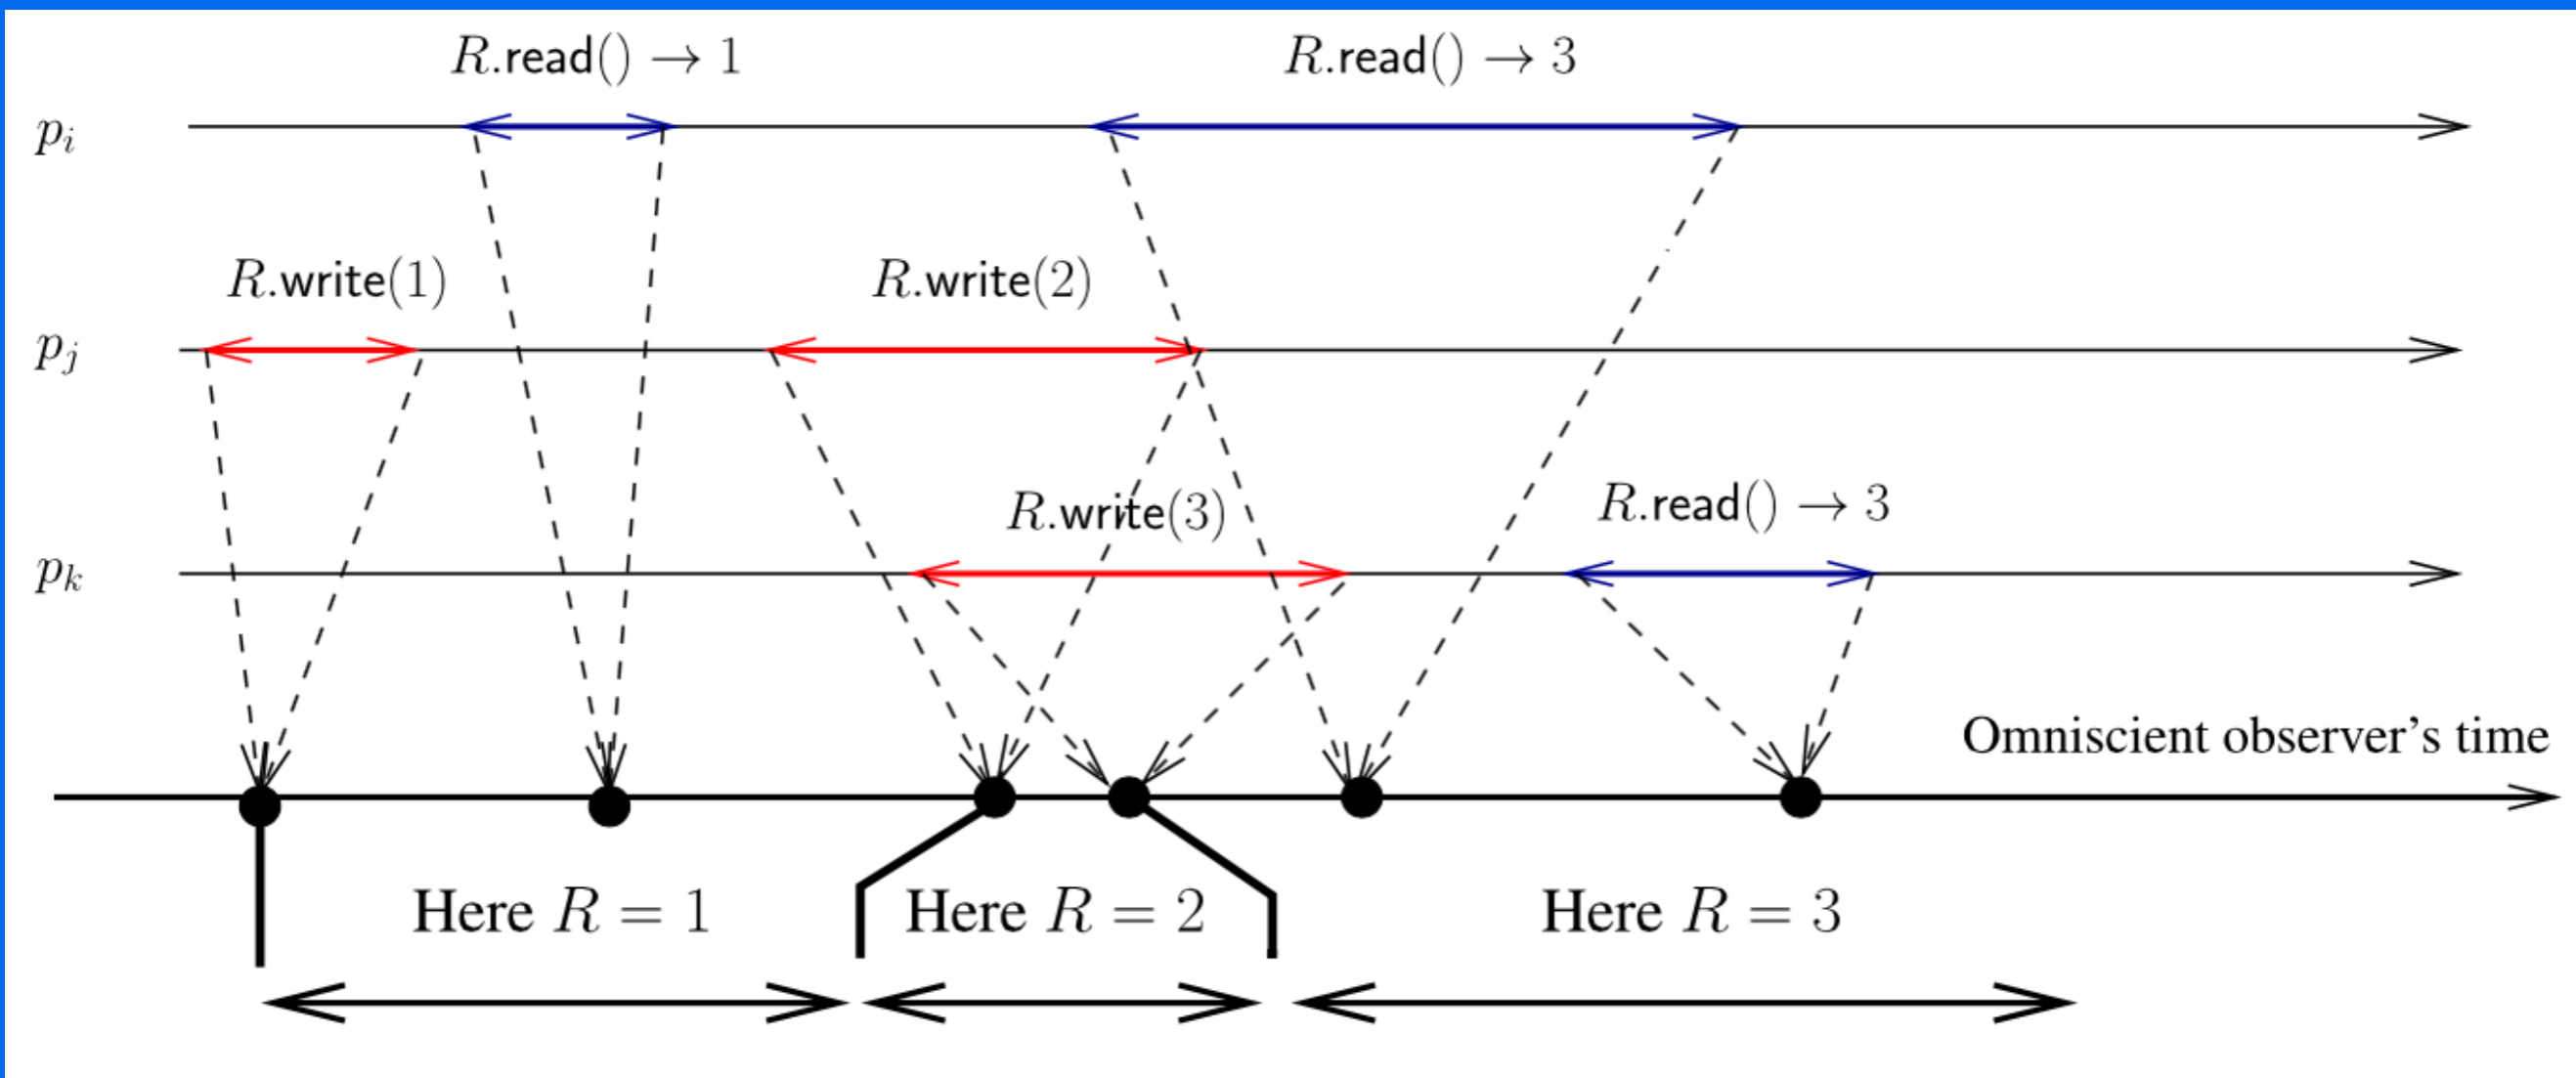 R.read() → 1
R.read() → 3
p_i
R.write(1)
R.write(2)
p_j
R.write(3)
R.read() → 3
p_k
Omniscient observer's time
Here R = 1
Here R = 2
Here R = 3